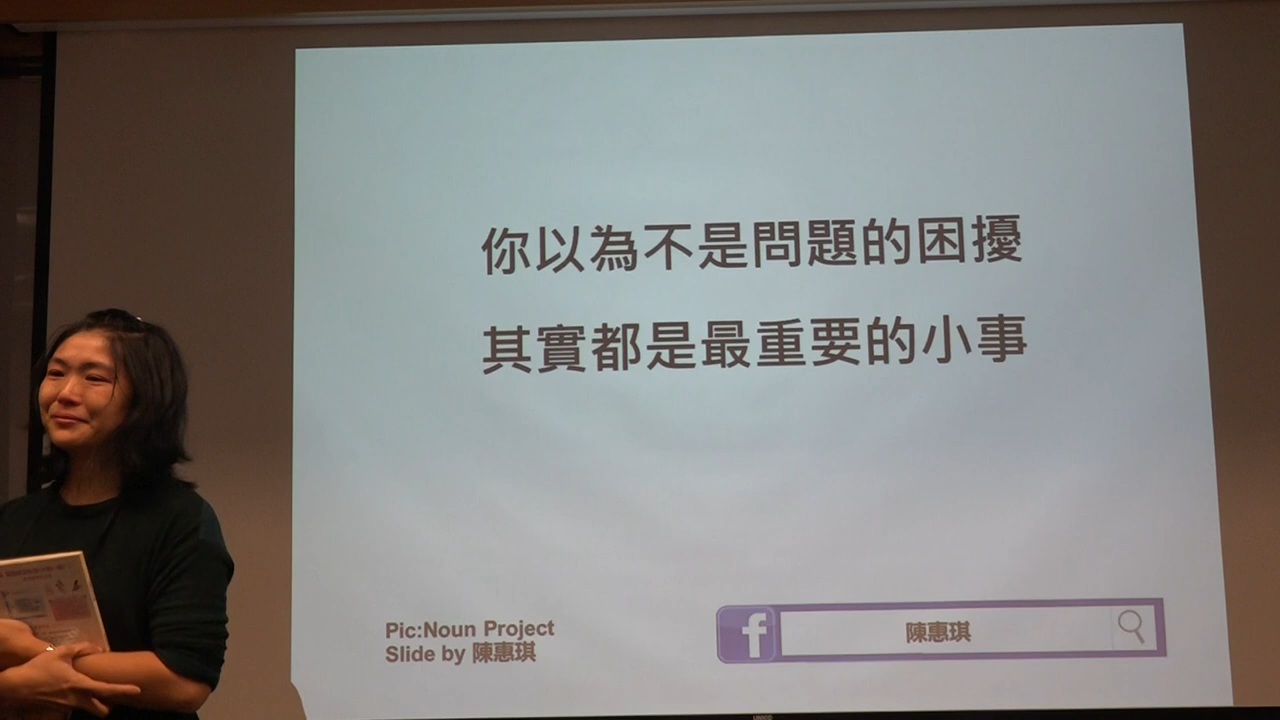 你以為不是問題的困擾
其實都是最重要的小事
Pic:Noun Project
Slide by 陳惠琪
f 陳惠琪